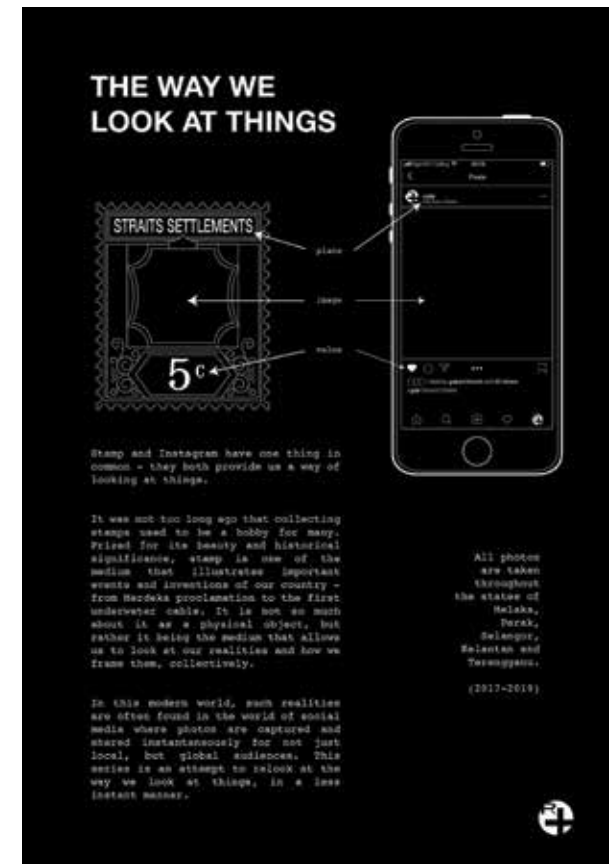 THE WAY WE
LOOK AT THINGS
STRAITS SETTLEMENTS
5c
place
image
value
Posts
Stamp and Instagram have one thing in
common - they both provide us a way of
looking at things.
It was not too long ago that collecting
stamps used to be a hobby for many.
Prized for its beauty and historical
significance, stamp is one of the
medium that illustrates important
events and inventions of our country -
from Merdeka proclamation to the first
underwater cable. It is not so much
about it as a physical object, but
rather it being the medium that allows
us to look at our realities and how we
frame them, collectively.
In this modern world, such realities
are often found in the world of social
media where photos are captured and
shared instantaneously for not just
local, but global audiences. This
series is an attempt to relook at the
way we look at things, in a less
instant manner.
All photos
are taken
throughout
the states of
Melaka,
Perak,
Selangor,
Kelantan and
Terengganu.
(2017-2019)